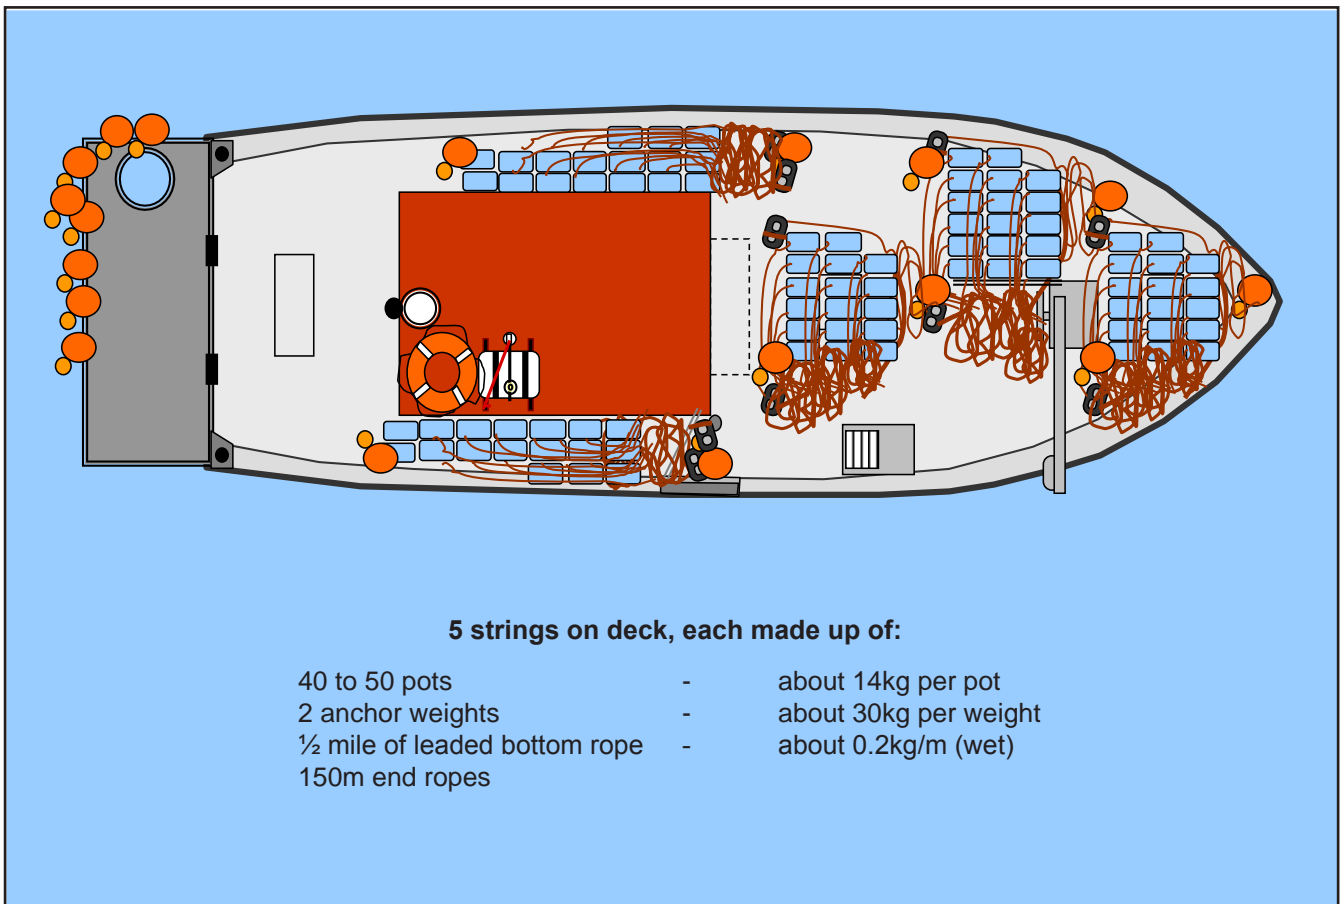 5 strings on deck, each made up of:
40 to 50 pots - about 14kg per pot
2 anchor weights - about 30kg per weight
½ mile of leaded bottom rope - about 0.2kg/m (wet)
150m end ropes